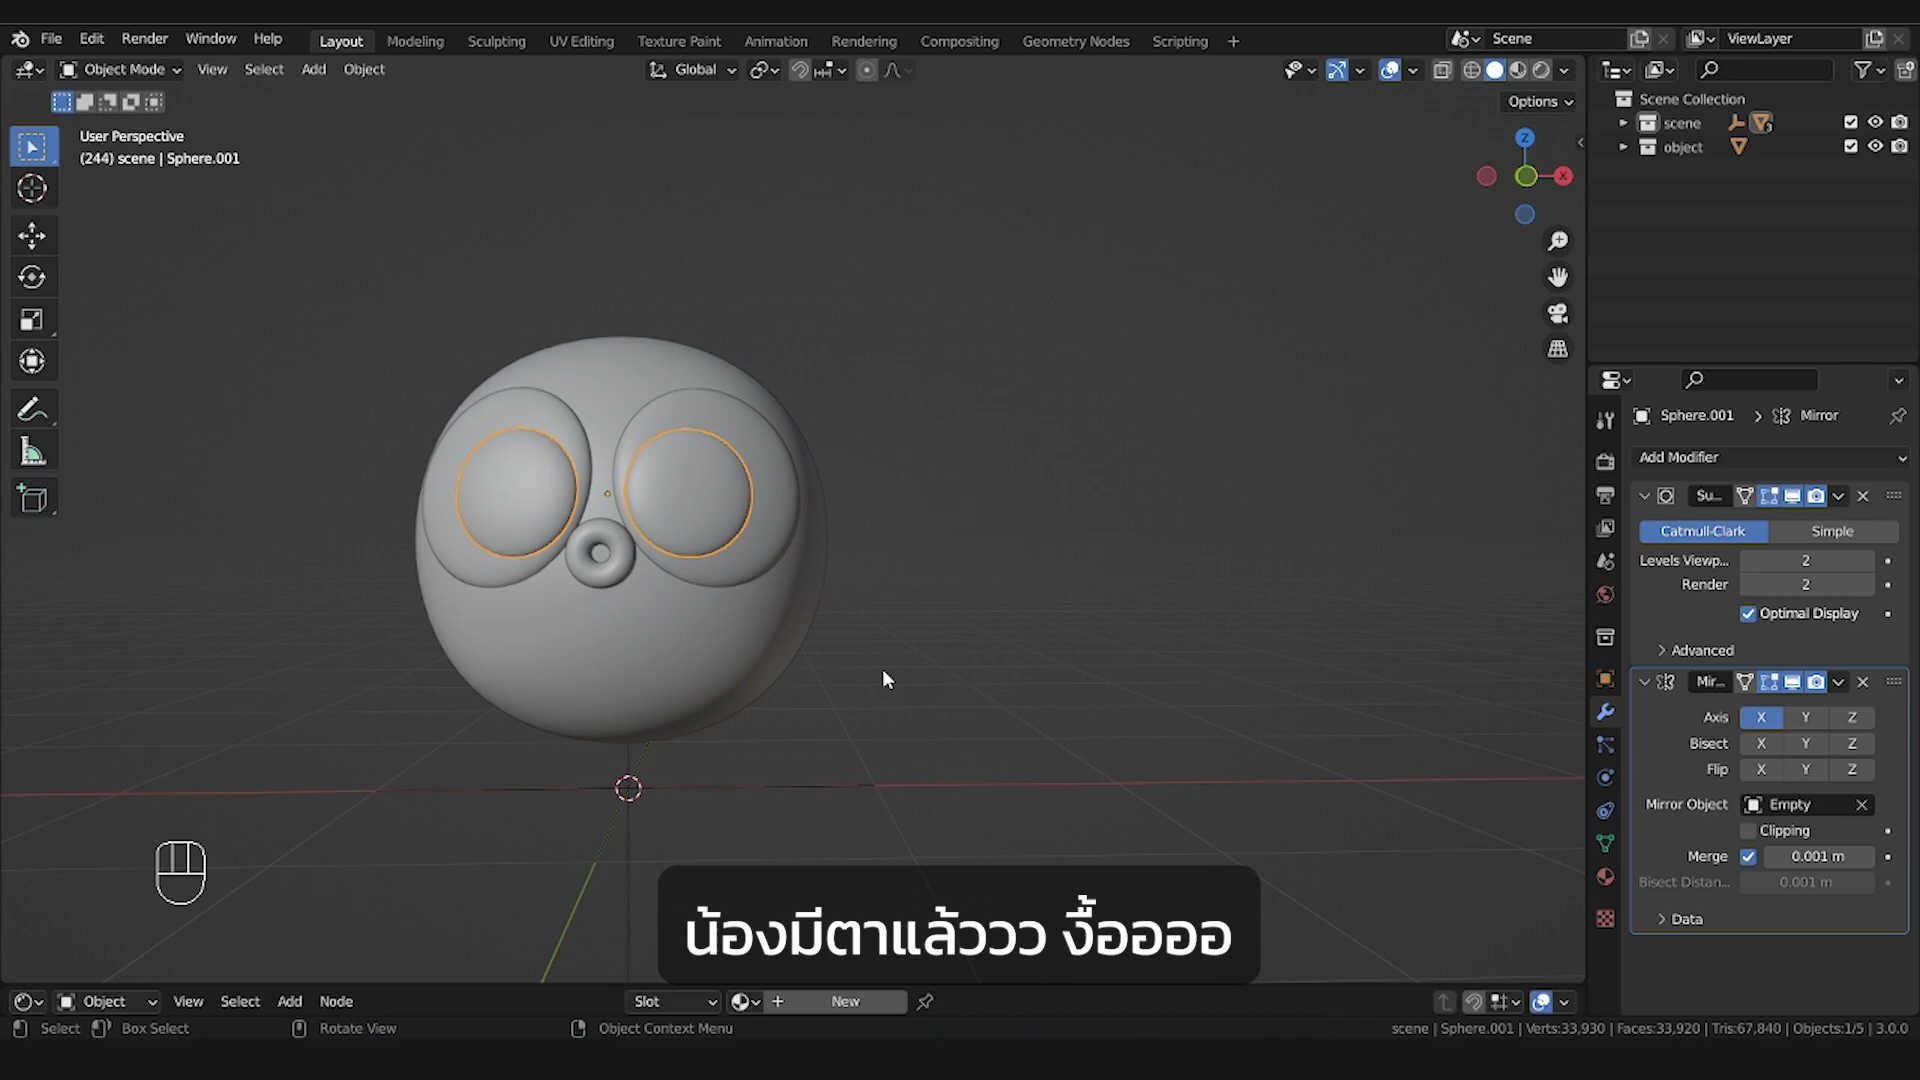 File Edit Render Window Help Layout Modeling Sculpting UV Editing Texture Paint Animation Rendering Compositing Geometry Nodes Scripting + Scene ViewLayer
Object Mode View Select Add Object Global
Options
User Perspective
(244) scene | Sphere.001
Z
X
Scene Collection
scene 3
object
Sphere.001 > Mirror
Add Modifier
Su...
Catmull-Clark Simple
Levels Viewp... 2
Render 2
Optimal Display
Advanced
Mir...
Axis X Y Z
Bisect X Y Z
Flip X Y Z
Mirror Object Empty
Clipping
Merge 0.001 m
Bisect Distan... 0.001 m
Data
น้องมีตาแล้ววว งื้ออออ
Object View Select Add Node Slot New
Select Box Select Rotate View Object Context Menu scene | Sphere.001 | Verts:33,930 | Faces:33,920 | Tris:67,840 | Objects:1/5 | 3.0.0